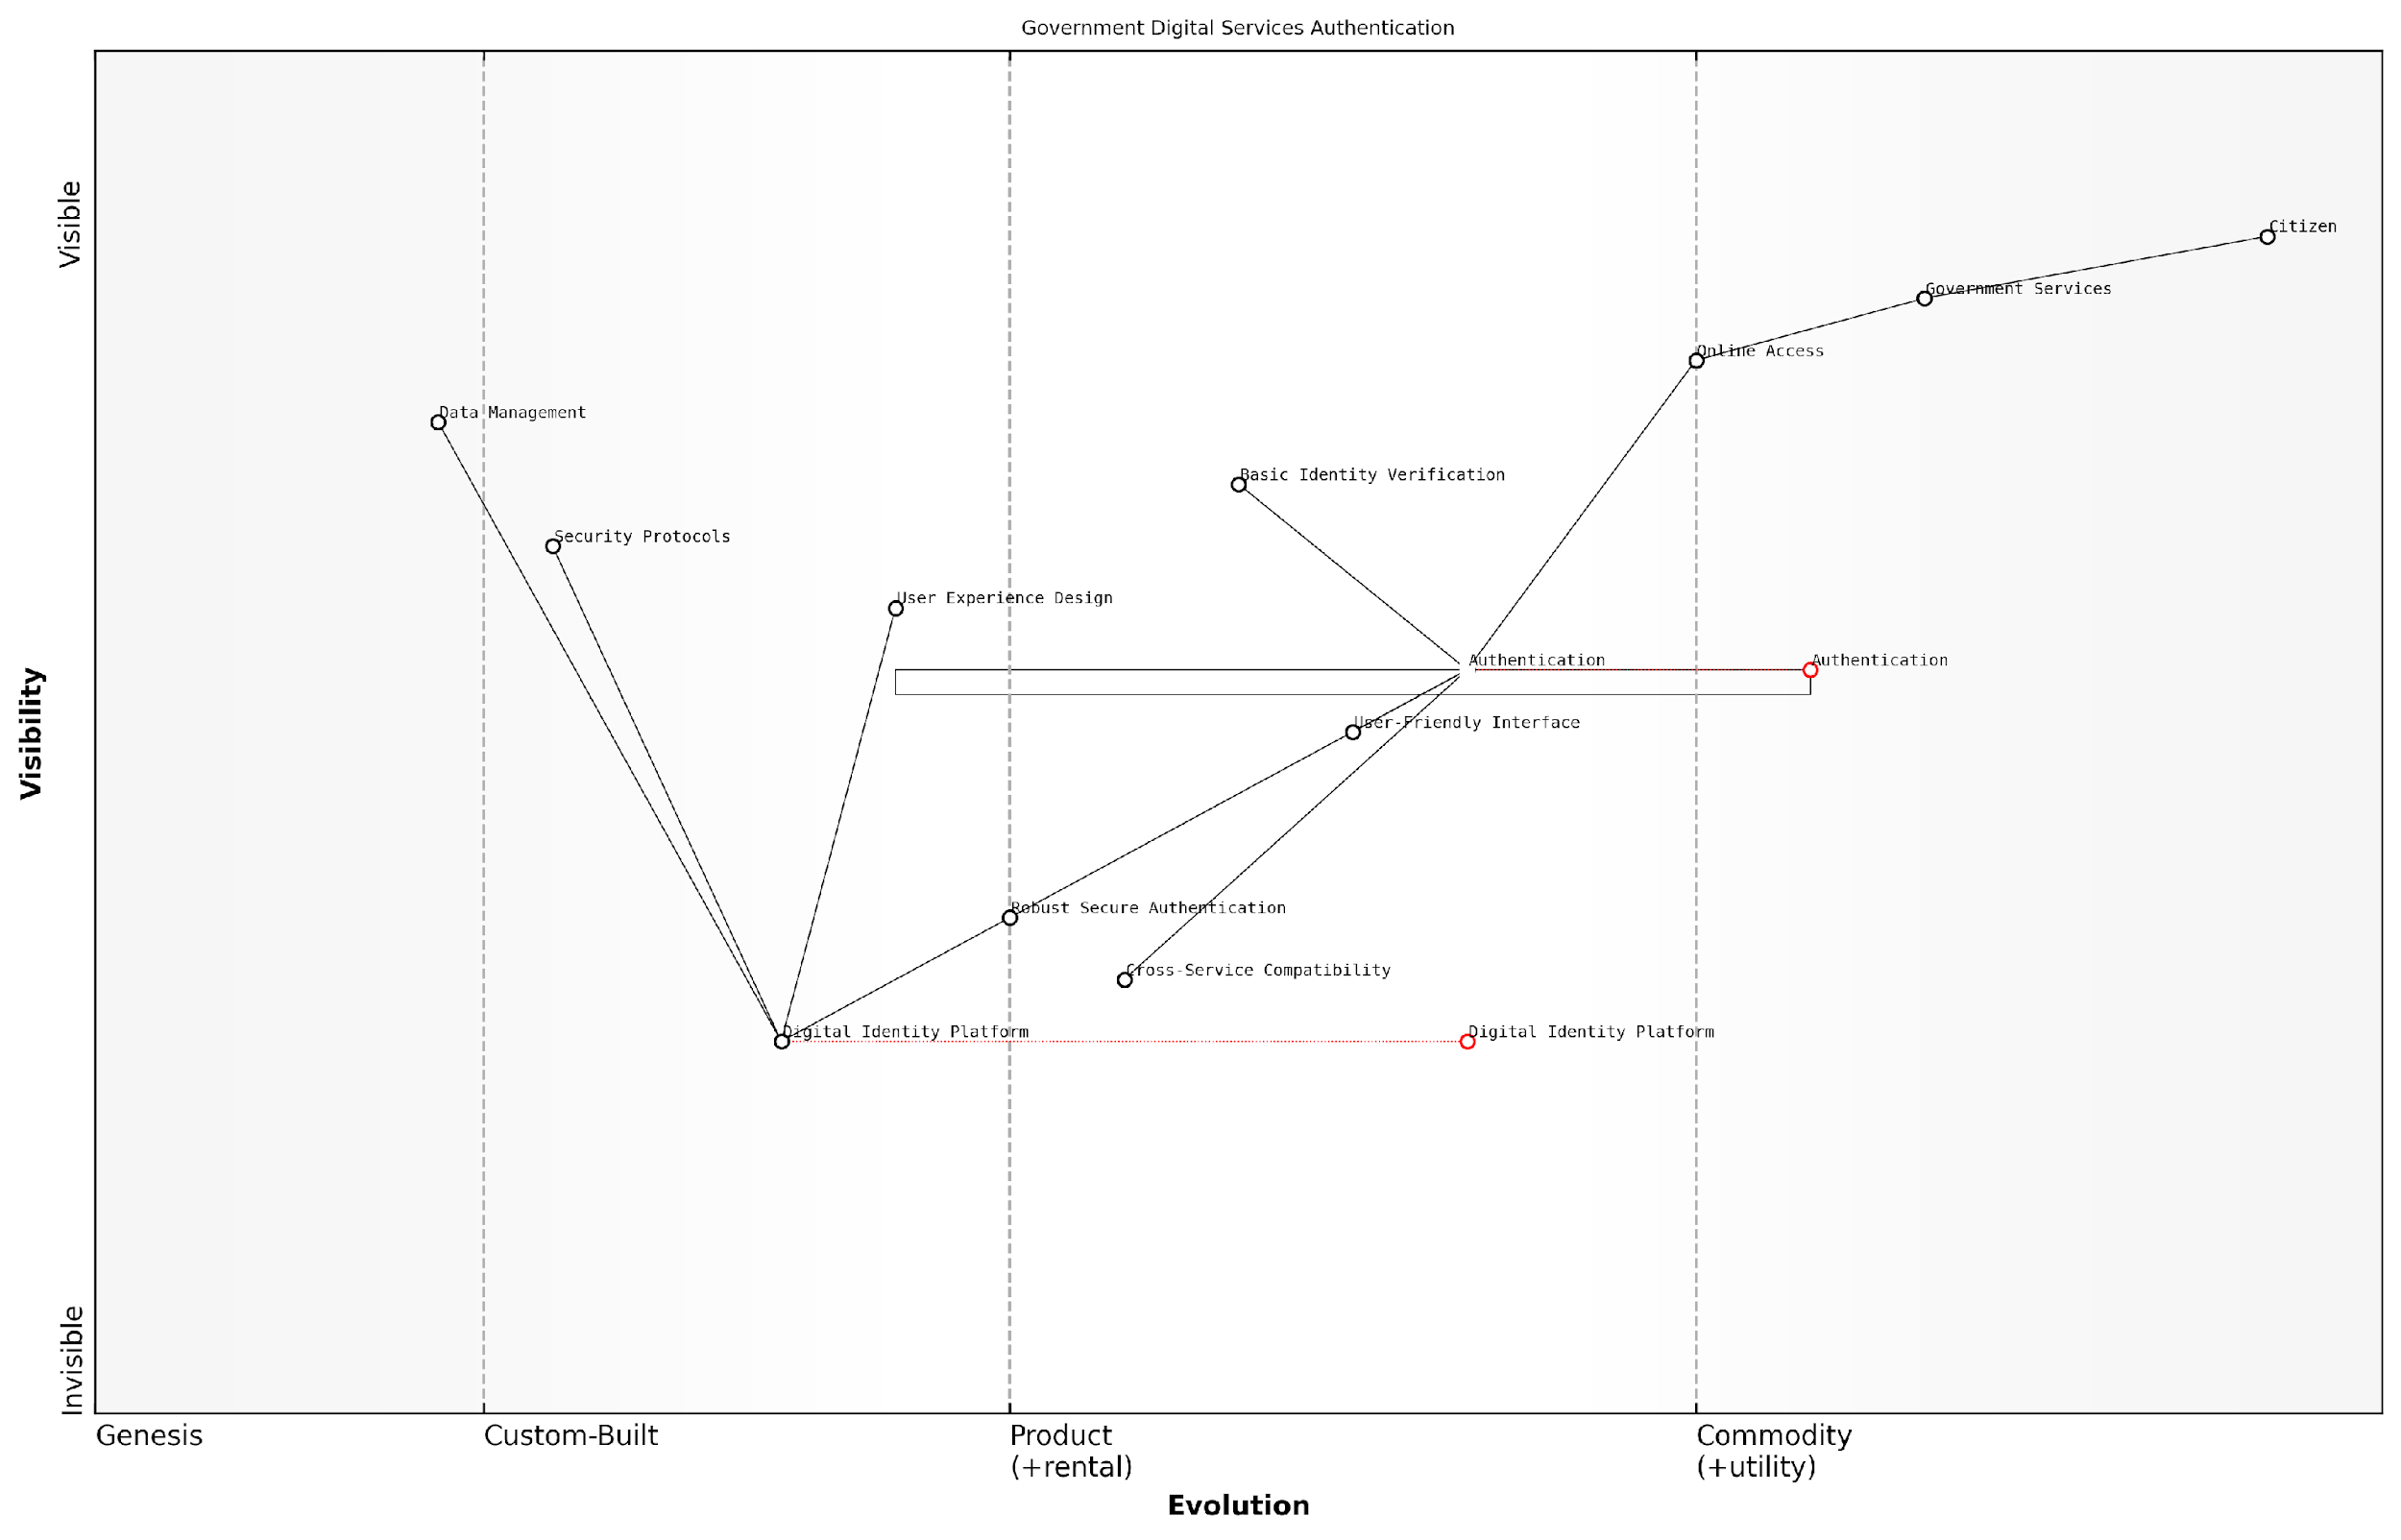 Government Digital Services Authentication
Visible
Citizen
Government Services
Online Access
Data Management
Basic Identity Verification
Security Protocols
User Experience Design
Authentication
Authentication
Visibility
User-Friendly Interface
Robust Secure Authentication
Cross-Service Compatibility
Digital Identity Platform
Digital Identity Platform
Invisible
Genesis
Custom-Built
Product
(+rental)
Commodity
(+utility)
Evolution